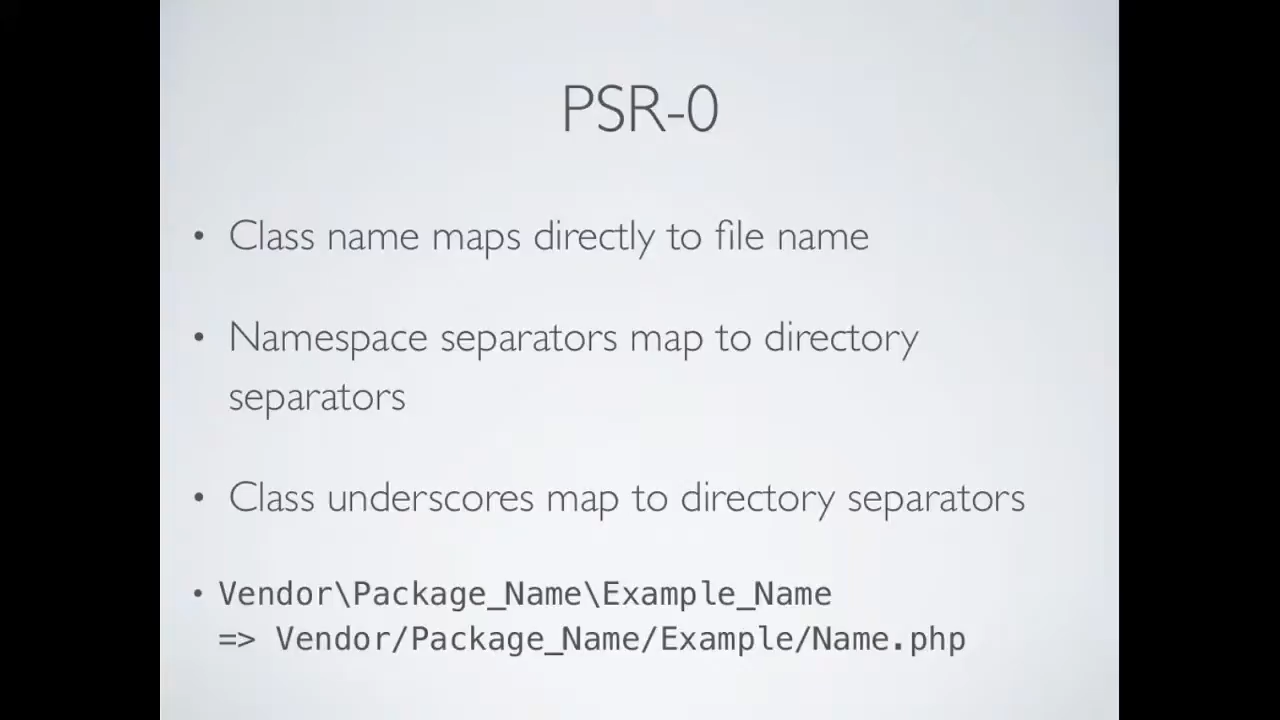 PSR-0
• Class name maps directly to file name
• Namespace separators map to directory
separators
• Class underscores map to directory separators
• Vendor\Package_Name\Example_Name
=> Vendor/Package_Name/Example/Name.php